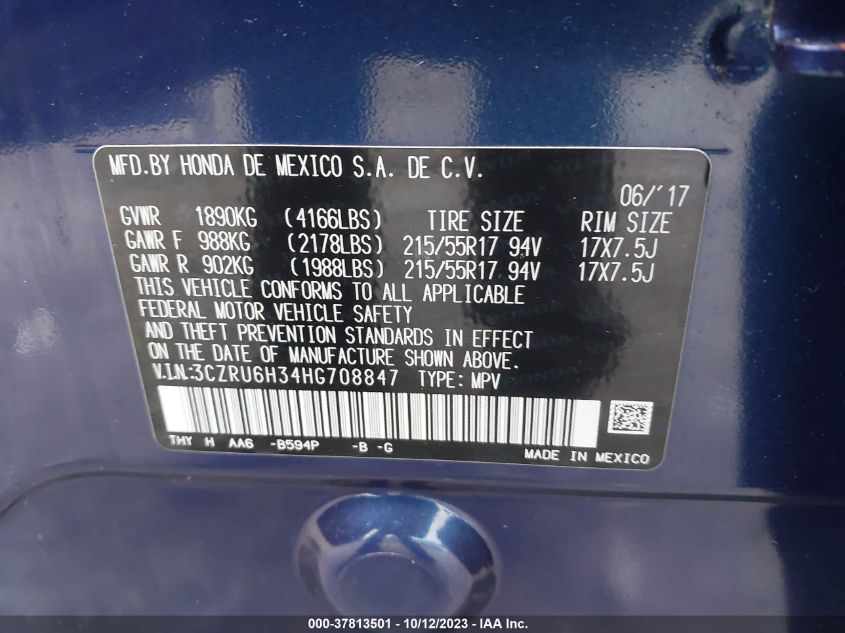 MFD.BY HONDA DE MEXICO S.A. DE C.V.
06/'17
GVWR 1890KG (4166LBS) TIRE SIZE RIM SIZE
GAWR F 988KG (2178LBS) 215/55R17 94V 17X7.5J
GAWR R 902KG (1988LBS) 215/55R17 94V 17X7.5J
THIS VEHICLE CONFORMS TO ALL APPLICABLE
FEDERAL MOTOR VEHICLE SAFETY
AND THEFT PREVENTION STANDARDS IN EFFECT
ON THE DATE OF MANUFACTURE SHOWN ABOVE.
V.I.N.:3CZRU6H34HG708847 TYPE: MPV
THY H AA6 -B594P -B -G
MADE IN MEXICO
000-37813501 - 10/12/2023 - IAA Inc.